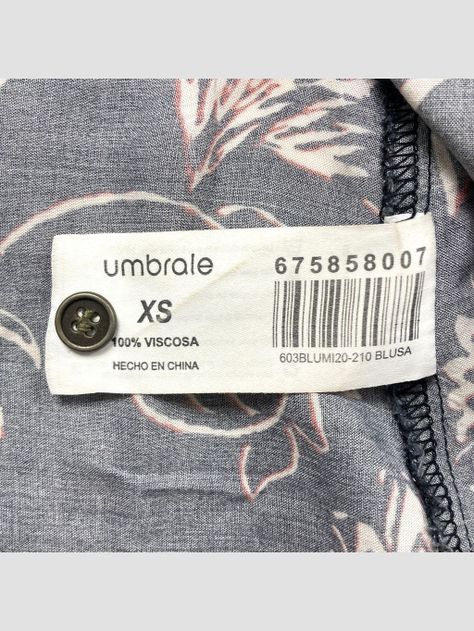 umbrale
XS
100% VISCOSA
HECHO EN CHINA
675858007
603BLUMI20-210 BLUSA